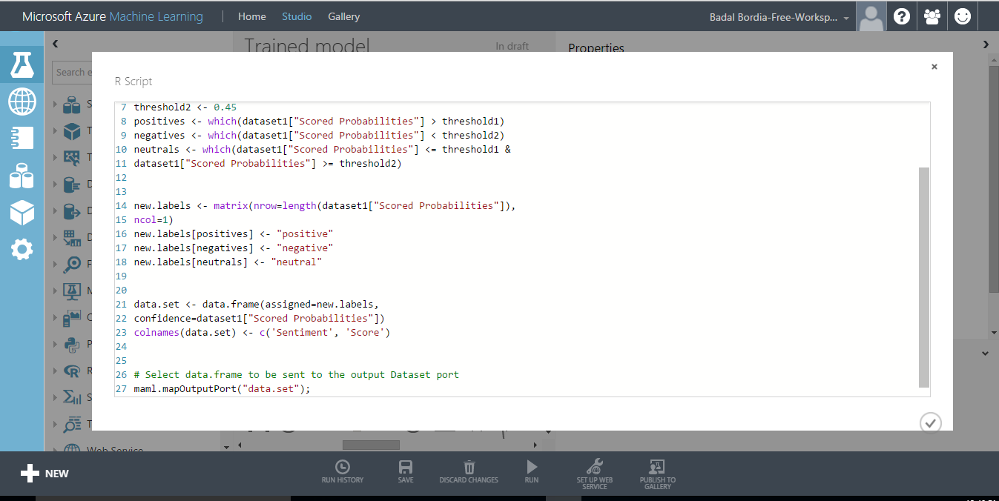 Microsoft Azure Machine Learning Home Studio Gallery Badal Bordia-Free-Worksp...
Trained model In draft Properties
Search e
R Script
7 threshold2 <- 0.45
8 positives <- which(dataset1["Scored Probabilities"] > threshold1)
9 negatives <- which(dataset1["Scored Probabilities"] < threshold2)
10 neutrals <- which(dataset1["Scored Probabilities"] <= threshold1 &
11 dataset1["Scored Probabilities"] >= threshold2)
12
13
14 new.labels <- matrix(nrow=length(dataset1["Scored Probabilities"]),
15 ncol=1)
16 new.labels[positives] <- "positive"
17 new.labels[negatives] <- "negative"
18 new.labels[neutrals] <- "neutral"
19
20
21 data.set <- data.frame(assigned=new.labels,
22 confidence=dataset1["Scored Probabilities"])
23 colnames(data.set) <- c('Sentiment', 'Score')
24
25
26 # Select data.frame to be sent to the output Dataset port
27 maml.mapOutputPort("data.set");
Web Service
NEW
RUN HISTORY
SAVE
DISCARD CHANGES
RUN
SET UP WEB
SERVICE
PUBLISH TO
GALLERY